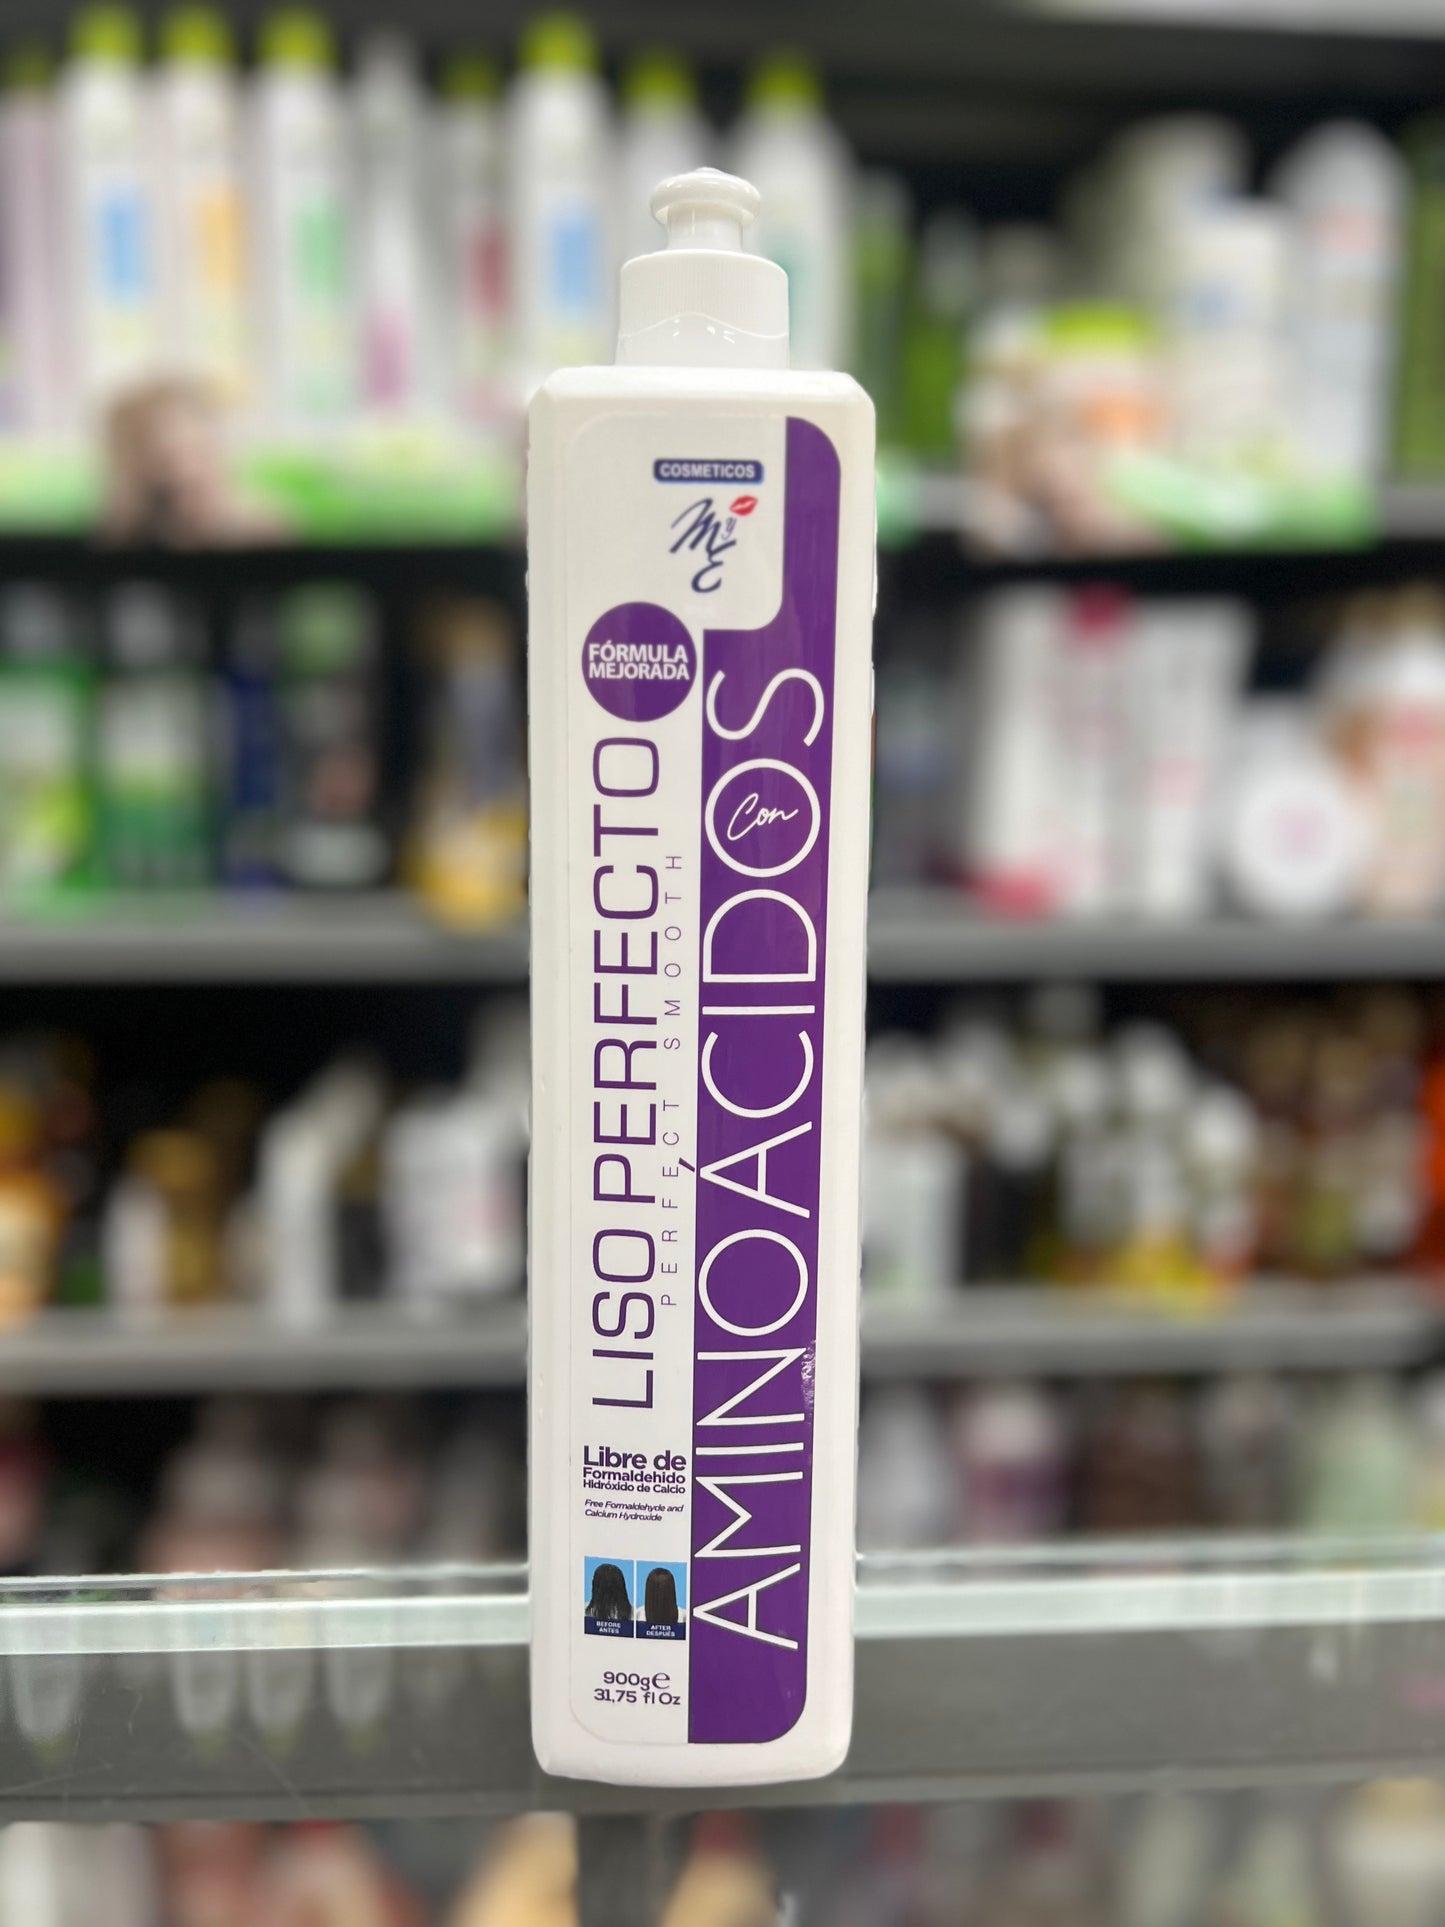 COSMETICOS
M y E
FÓRMULA
MEJORADA
LISO PERFECTO
PERFECT SMOOTH
Con
AMINOÁCIDOS
Libre de
Formaldehido
Hidróxido de Calcio
Free Formaldehyde and
Calcium Hydroxide
BEFORE
ANTES
AFTER
DESPUÉS
900g e
31,75 fl Oz